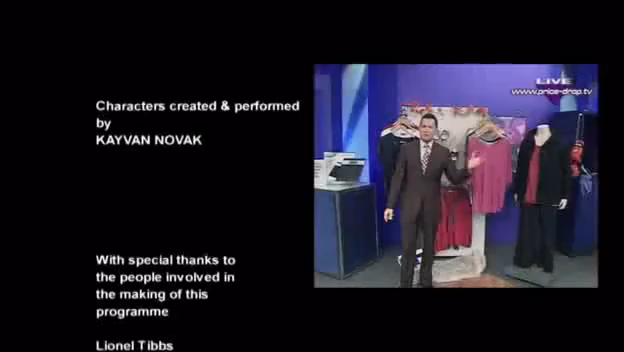 Characters created & performed
by
KAYVAN NOVAK
With special thanks to
the people involved in
the making of this
programme
Lionel Tibbs
LIVE
www.price-drop.tv